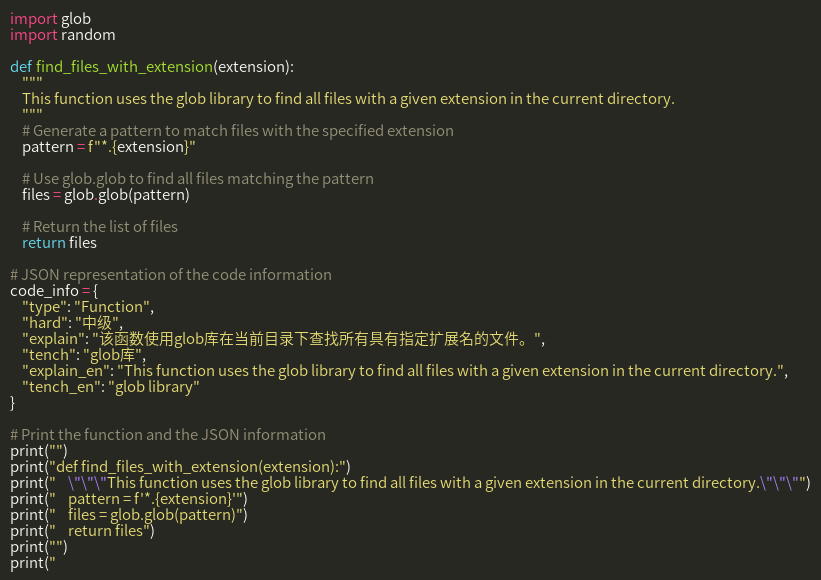 import glob
import random

def find_files_with_extension(extension):
    """
    This function uses the glob library to find all files with a given extension in the current directory.
    """
    # Generate a pattern to match files with the specified extension
    pattern = f"*.{extension}"

    # Use glob.glob to find all files matching the pattern
    files = glob.glob(pattern)

    # Return the list of files
    return files

# JSON representation of the code information
code_info = {
    "type": "Function",
    "hard": "中级",
    "explain": "该函数使用glob库在当前目录下查找所有具有指定扩展名的文件。",
    "tench": "glob库",
    "explain_en": "This function uses the glob library to find all files with a given extension in the current directory.",
    "tench_en": "glob library"
}

# Print the function and the JSON information
print("")
print("def find_files_with_extension(extension):")
print("    \"\"\"This function uses the glob library to find all files with a given extension in the current directory.\"\"\"")
print("    pattern = f'*.{extension}'")
print("    files = glob.glob(pattern)")
print("    return files")
print("")
print("